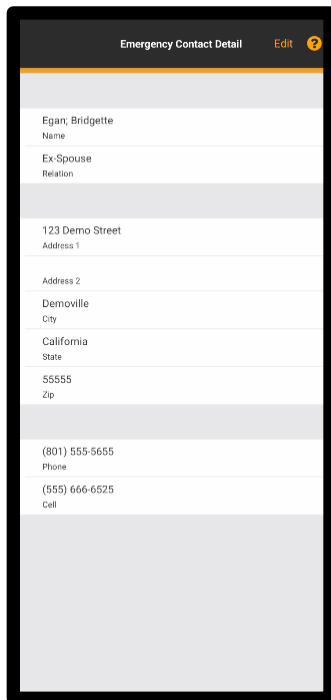 Emergency Contact Detail Edit ?
Egan; Bridgette
Name
Ex-Spouse
Relation
123 Demo Street
Address 1
Address 2
Demoville
City
California
State
55555
Zip
(801) 555-5655
Phone
(555) 666-6525
Cell